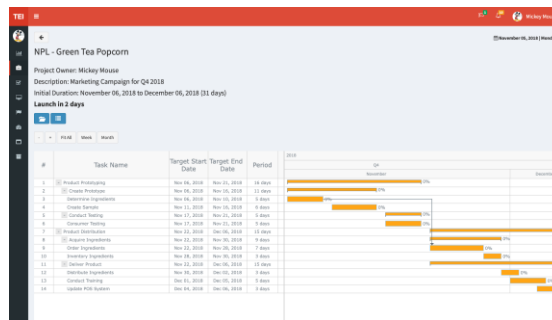 TEI
Mickey Mou
November 06, 2018 | Mond
NPL - Green Tea Popcorn
Project Owner: Mickey Mouse
Description: Marketing Campaign for Q4 2018
Initial Duration: November 06, 2018 to December 06, 2018 (31 days)
Launch in 2 days
- + Fit All Week Month
# Task Name Target Start Date Target End Date Period
2018
Q4
November Decemb
1 Product Prototyping Nov 06, 2018 Nov 21, 2018 16 days 0%
2 Create Prototype Nov 06, 2018 Nov 16, 2018 11 days 0%
3 Determine Ingredients Nov 06, 2018 Nov 10, 2018 5 days 0%
4 Create Sample Nov 11, 2018 Nov 16, 2018 6 days 0%
5 Conduct Testing Nov 17, 2018 Nov 21, 2018 5 days 0%
6 Consumer Testing Nov 17, 2018 Nov 21, 2018 5 days 0%
7 Product Distribution Nov 22, 2018 Dec 06, 2018 15 days
8 Acquire Ingredients Nov 22, 2018 Nov 30, 2018 9 days 0%
9 Order Ingredients Nov 22, 2018 Nov 28, 2018 7 days 0%
10 Inventory Ingredients Nov 28, 2018 Nov 30, 2018 3 days 0%
11 Deliver Product Nov 22, 2018 Dec 06, 2018 15 days
12 Distribute Ingredients Nov 30, 2018 Dec 02, 2018 3 days 0%
13 Conduct Training Dec 01, 2018 Dec 05, 2018 5 days 0%
14 Update POS System Dec 04, 2018 Dec 06, 2018 3 days